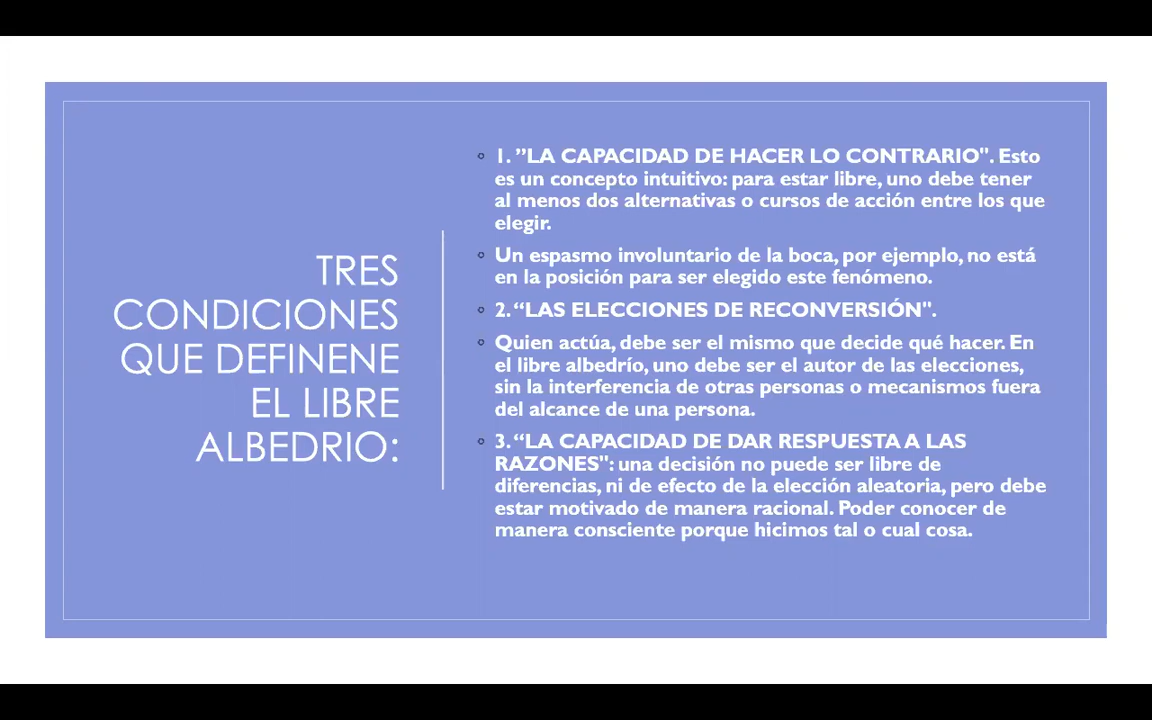 TRES
CONDICIONES
QUE DEFINENE
EL LIBRE
ALBEDRIO:
◦ 1. ”LA CAPACIDAD DE HACER LO CONTRARIO". Esto
es un concepto intuitivo: para estar libre, uno debe tener
al menos dos alternativas o cursos de acción entre los que
elegir.
◦ Un espasmo involuntario de la boca, por ejemplo, no está
en la posición para ser elegido este fenómeno.
◦ 2. “LAS ELECCIONES DE RECONVERSIÓN".
◦ Quien actúa, debe ser el mismo que decide qué hacer. En
el libre albedrío, uno debe ser el autor de las elecciones,
sin la interferencia de otras personas o mecanismos fuera
del alcance de una persona.
◦ 3. “LA CAPACIDAD DE DAR RESPUESTA A LAS
RAZONES": una decisión no puede ser libre de
diferencias, ni de efecto de la elección aleatoria, pero debe
estar motivado de manera racional. Poder conocer de
manera consciente porque hicimos tal o cual cosa.